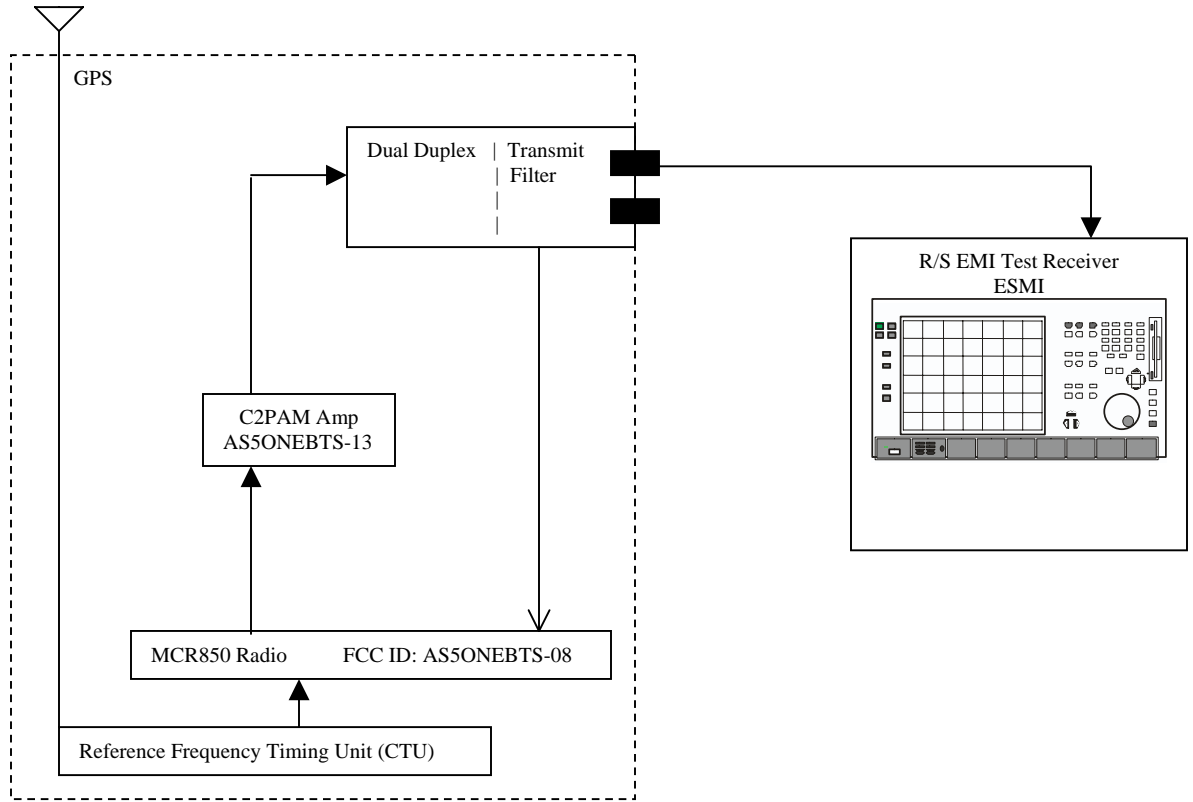 GPS
Dual Duplex | Transmit
| Filter
|
|
R/S EMI Test Receiver
ESMI
C2PAM Amp
AS5ONEBTS-13
MCR850 Radio FCC ID: AS5ONEBTS-08
Reference Frequency Timing Unit (CTU)